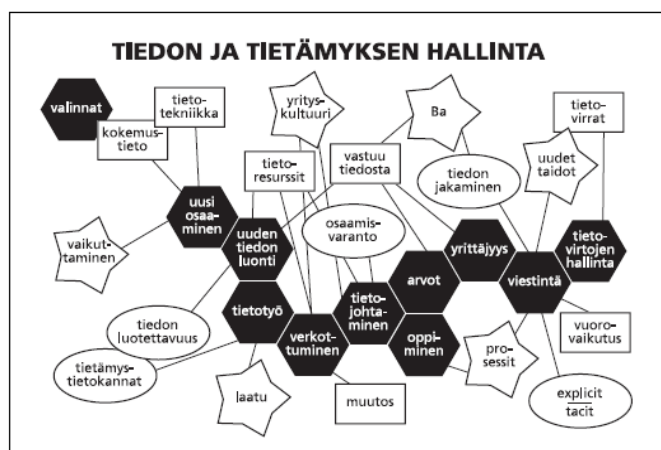 TIEDON JA TIETÄMYKSEN HALLINTA
valinnat
kokemus-
tieto
tieto-
tekniikka
yritys-
kulttuuri
Ba
tieto-
virrat
tieto-
resurssit
vastuu
tiedosta
tiedon
jakaminen
uudet
taidot
uusi
osaa-
minen
uuden
tiedon
luonti
osaamis-
varanto
vaikut-
taminen
arvot
yrittäjyys
viestintä
tieto-
virtojen
hallinta
tiedon
luotettavuus
tietotyö
verkot-
tuminen
tieto-
johta-
minen
oppi-
minen
pro-
sessit
vuoro-
vaikutus
tietämys-
tietokannat
laatu
muutos
explicit
tacit